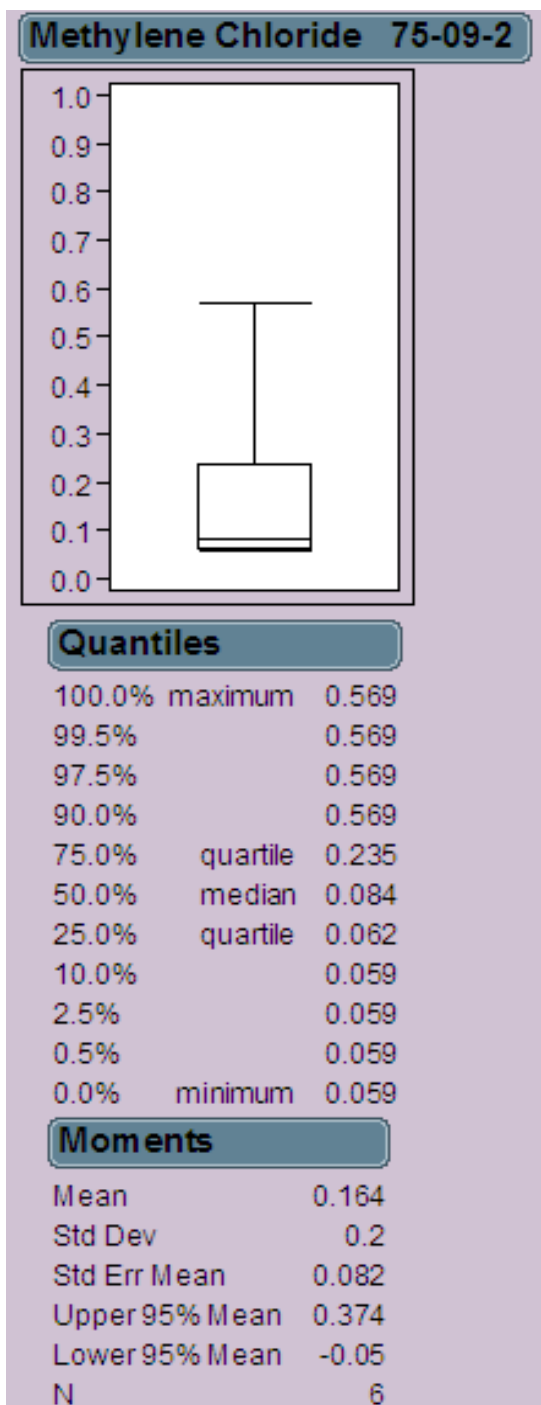 Methylene Chloride 75-09-2
1.0
0.9
0.8
0.7
0.6
0.5
0.4
0.3
0.2
0.1
0.0
Quantiles
100.0% maximum 0.569
99.5% 0.569
97.5% 0.569
90.0% 0.569
75.0% quartile 0.235
50.0% median 0.084
25.0% quartile 0.062
10.0% 0.059
2.5% 0.059
0.5% 0.059
0.0% minimum 0.059
Moments
Mean 0.164
Std Dev 0.2
Std Err Mean 0.082
Upper 95% Mean 0.374
Lower 95% Mean -0.05
N 6